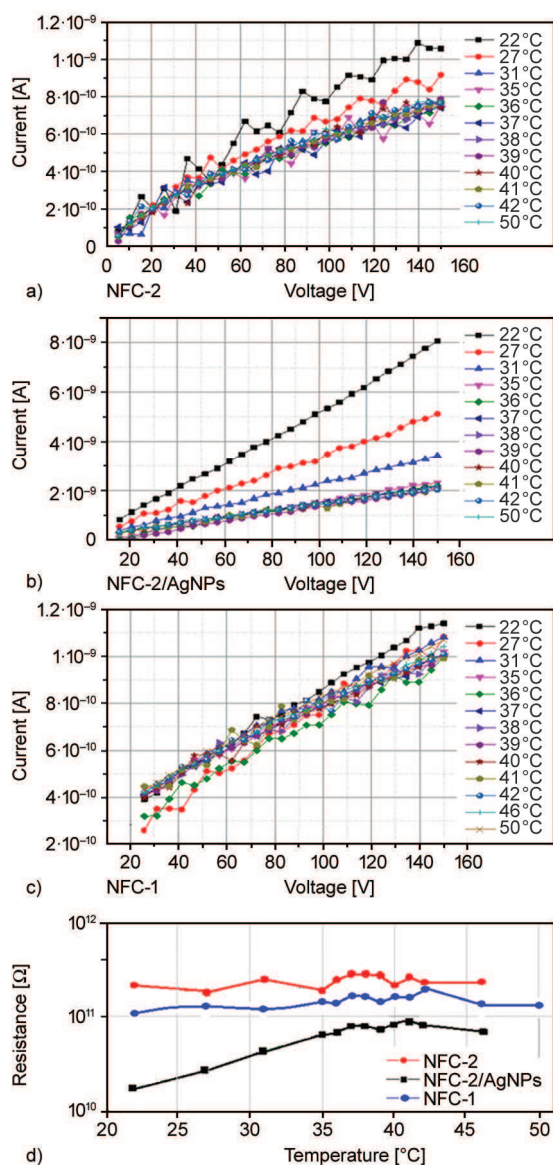 1.2·10⁻⁹
1·10⁻⁹
8·10⁻¹⁰
6·10⁻¹⁰
4·10⁻¹⁰
2·10⁻¹⁰
0
Current [A]
22°C
27°C
31°C
35°C
36°C
37°C
38°C
39°C
40°C
41°C
42°C
50°C
0 20 40 60 80 100 120 140 160
a) NFC-2 Voltage [V]
8·10⁻⁹
6·10⁻⁹
4·10⁻⁹
2·10⁻⁹
0
Current [A]
22°C
27°C
31°C
35°C
36°C
37°C
38°C
39°C
40°C
41°C
42°C
50°C
20 40 60 80 100 120 140 160
b) NFC-2/AgNPs Voltage [V]
1.2·10⁻⁹
1·10⁻⁹
8·10⁻¹⁰
6·10⁻¹⁰
4·10⁻¹⁰
2·10⁻¹⁰
Current [A]
22°C
27°C
31°C
35°C
36°C
37°C
38°C
39°C
40°C
41°C
42°C
46°C
50°C
20 40 60 80 100 120 140 160
c) NFC-1 Voltage [V]
10¹²
10¹¹
10¹⁰
Resistance [Ω]
NFC-2
NFC-2/AgNPs
NFC-1
20 25 30 35 40 45 50
d) Temperature [°C]